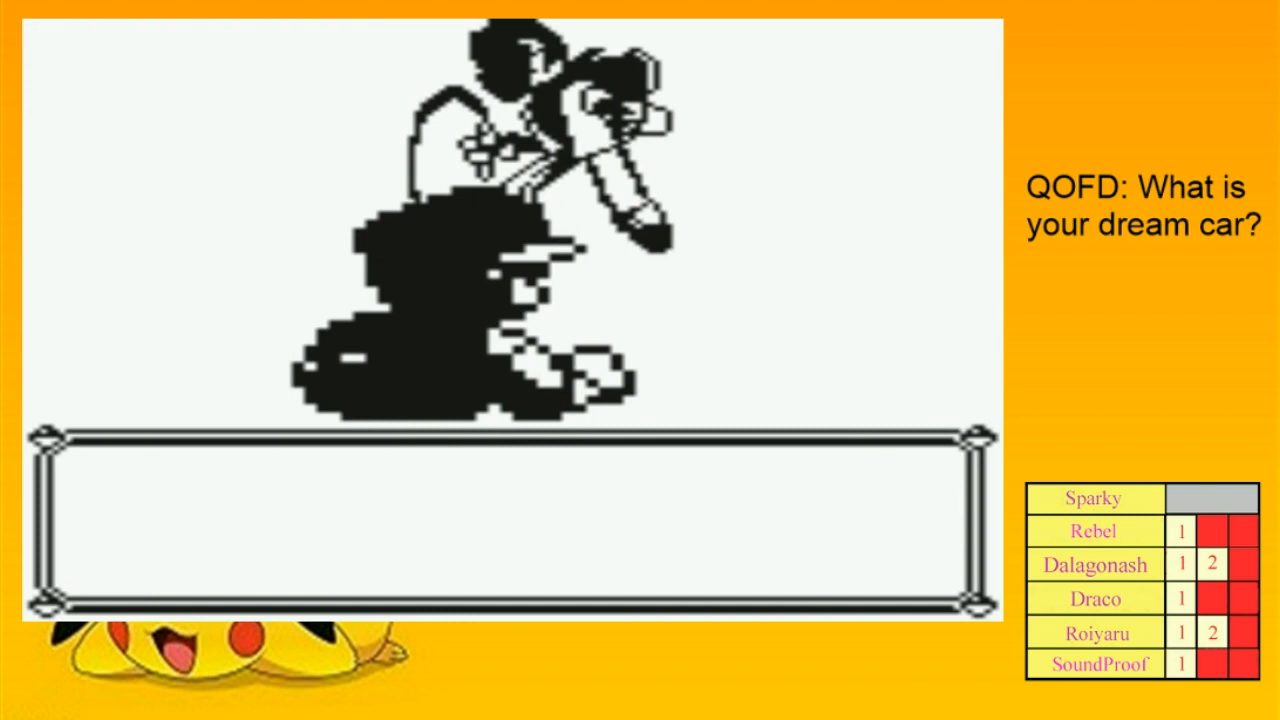 QOFD: What is
your dream car?
Sparky
Rebel 1
Dalagonash 1 2
Draco 1
Roiyaru 1 2
SoundProof 1